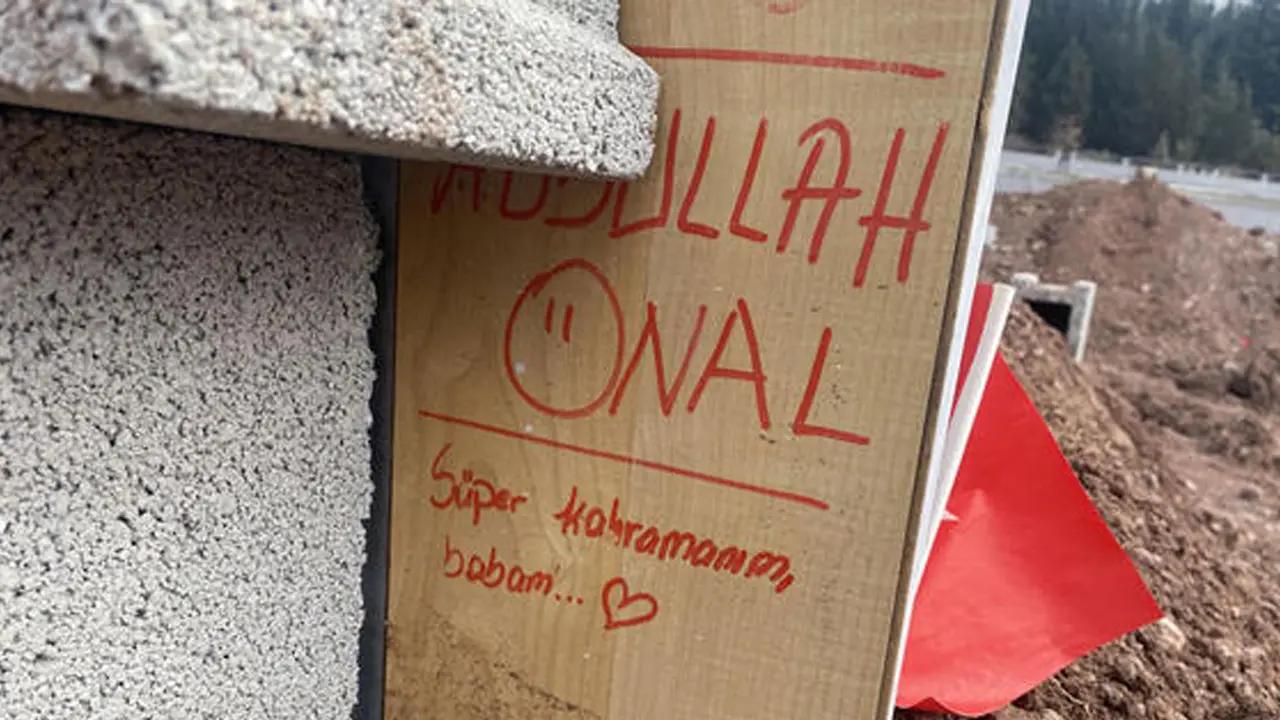 ABDULLAH
ÖNAL
Süper kahramanım,
babam... ♡